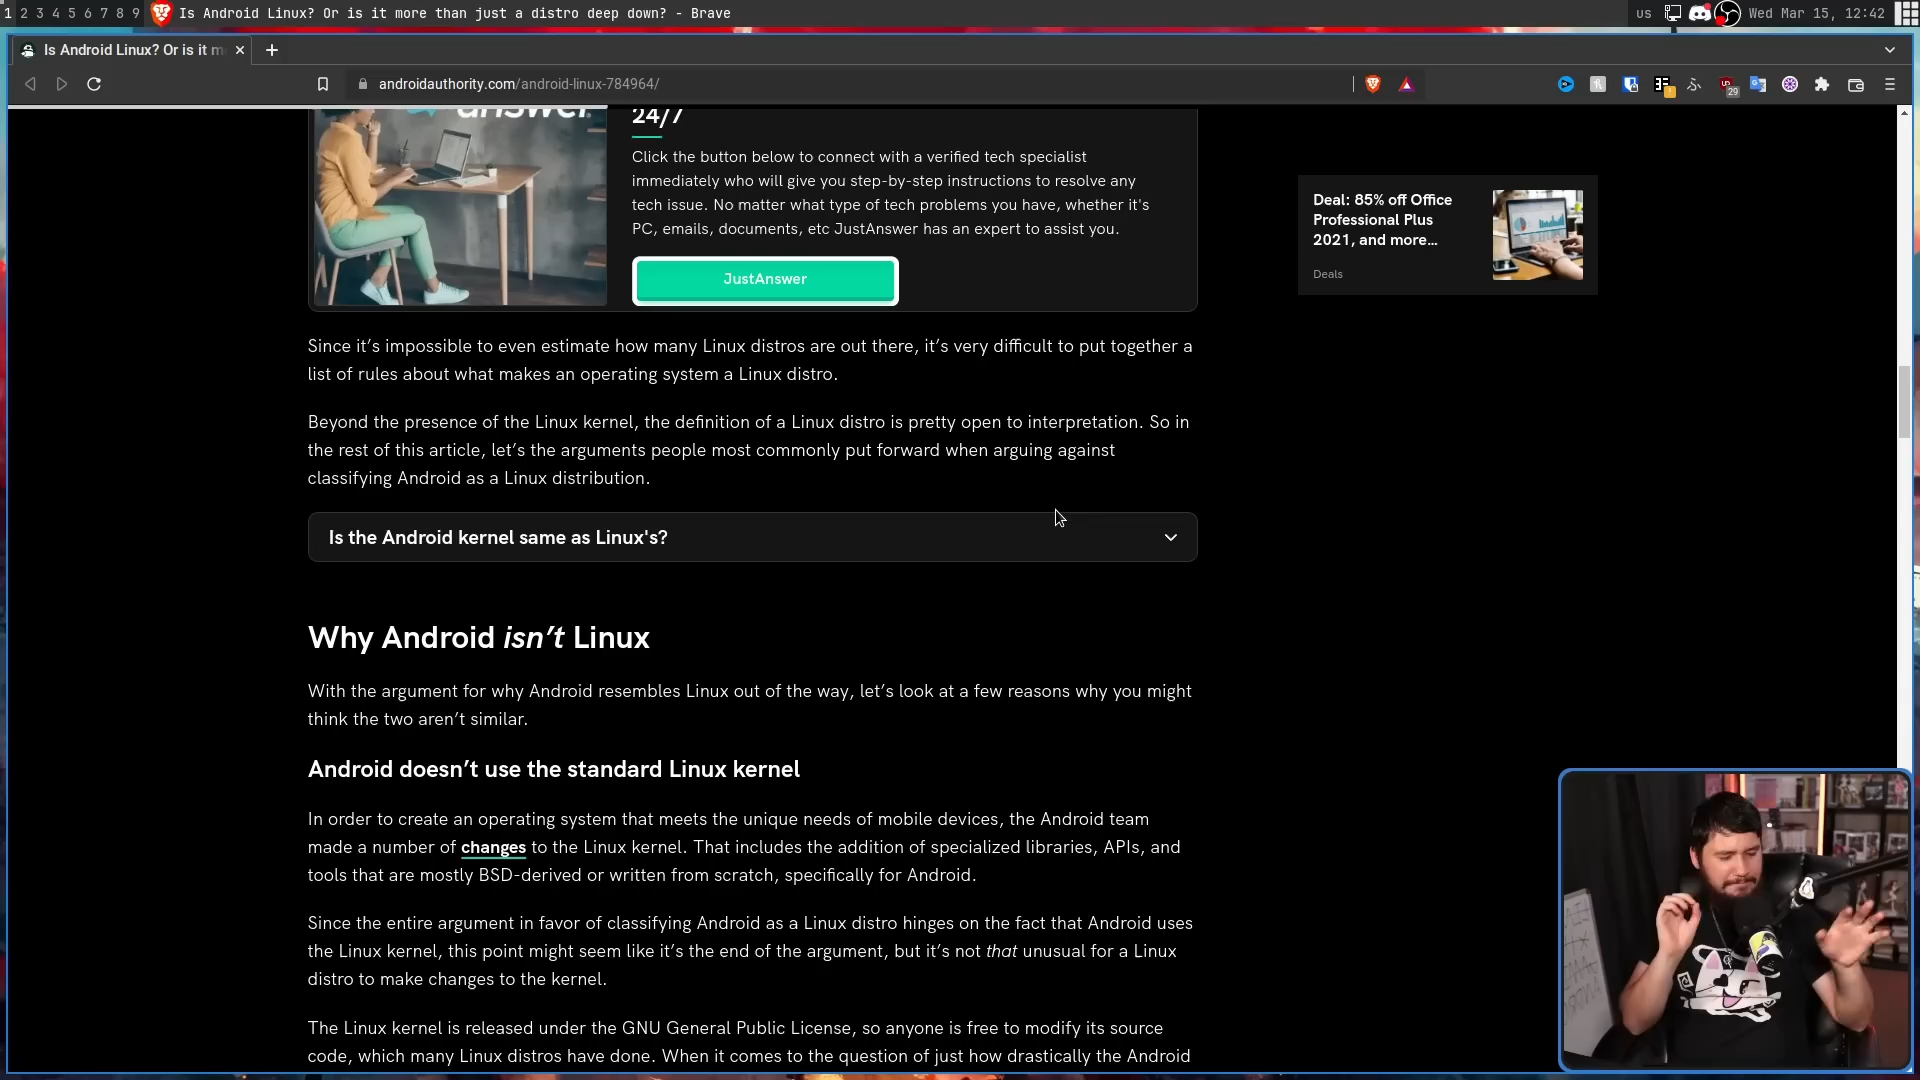 1 2 3 4 5 6 7 8 9 Is Android Linux? Or is it more than just a distro deep down? - Brave
us Wed Mar 15, 12:42
Is Android Linux? Or is it m
androidauthority.com/android-linux-784964/
29
answer.
24/7
Click the button below to connect with a verified tech specialist
immediately who will give you step-by-step instructions to resolve any
tech issue. No matter what type of tech problems you have, whether it's
PC, emails, documents, etc JustAnswer has an expert to assist you.
JustAnswer
Deal: 85% off Office
Professional Plus
2021, and more...
Deals
Since it’s impossible to even estimate how many Linux distros are out there, it’s very difficult to put together a
list of rules about what makes an operating system a Linux distro.
Beyond the presence of the Linux kernel, the definition of a Linux distro is pretty open to interpretation. So in
the rest of this article, let’s the arguments people most commonly put forward when arguing against
classifying Android as a Linux distribution.
Is the Android kernel same as Linux's?
Why Android isn’t Linux
With the argument for why Android resembles Linux out of the way, let’s look at a few reasons why you might
think the two aren’t similar.
Android doesn’t use the standard Linux kernel
In order to create an operating system that meets the unique needs of mobile devices, the Android team
made a number of changes to the Linux kernel. That includes the addition of specialized libraries, APIs, and
tools that are mostly BSD-derived or written from scratch, specifically for Android.
Since the entire argument in favor of classifying Android as a Linux distro hinges on the fact that Android uses
the Linux kernel, this point might seem like it’s the end of the argument, but it’s not that unusual for a Linux
distro to make changes to the kernel.
The Linux kernel is released under the GNU General Public License, so anyone is free to modify its source
code, which many Linux distros have done. When it comes to the question of just how drastically the Android